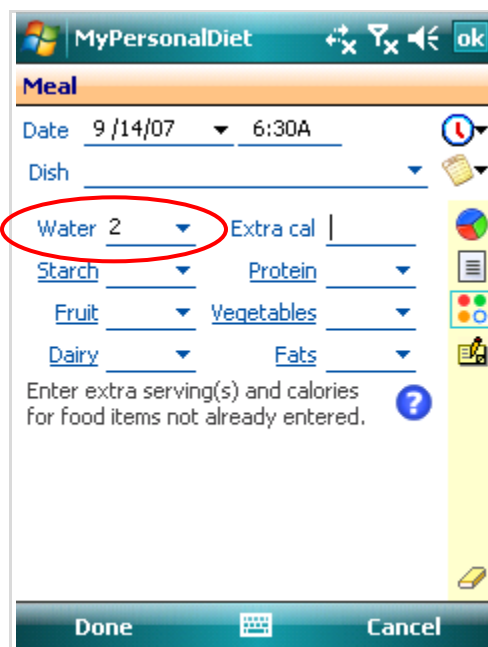 MyPersonalDiet ok
Meal
Date 9 /14/07 6:30A
Dish
Water 2 Extra cal
Starch Protein
Fruit Vegetables
Dairy Fats
Enter extra serving(s) and calories
for food items not already entered. ?
Done Cancel